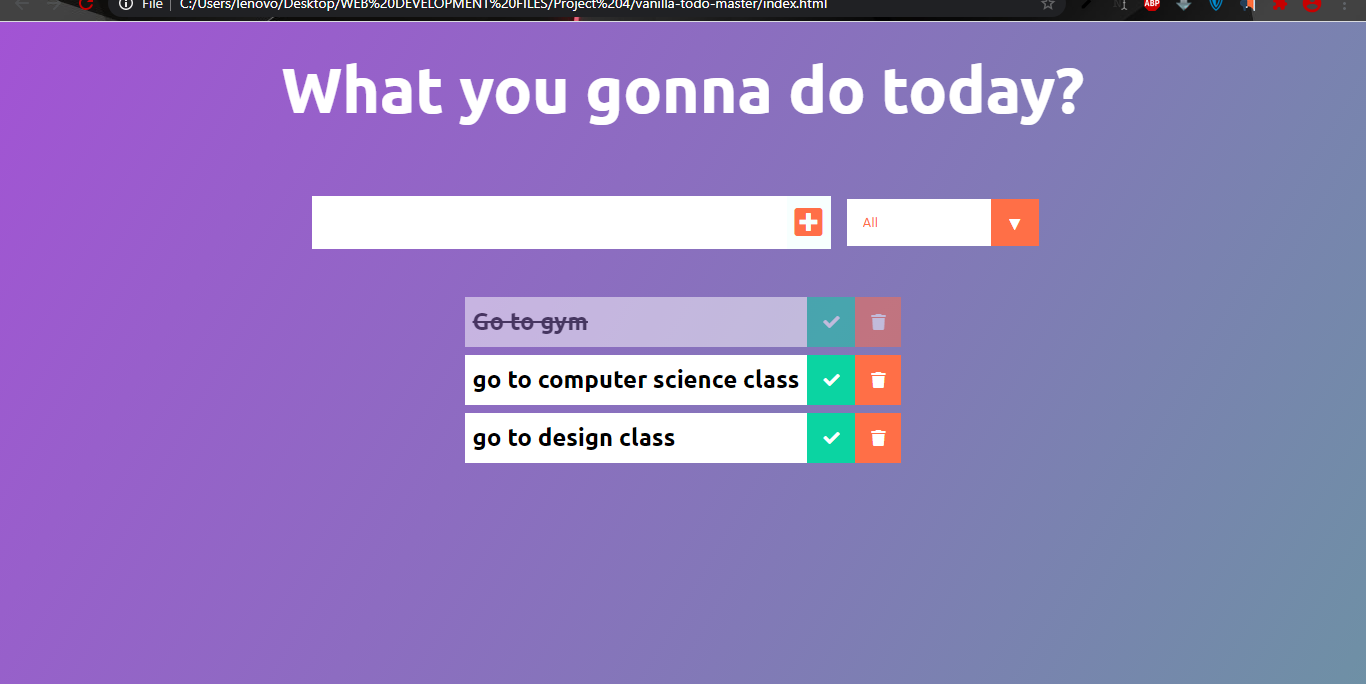 File C:/Users/lenovo/Desktop/WEB%20DEVELOPMENT%20FILES/Project%204/vanilla-todo-master/index.html
ABP
What you gonna do today?
All
Go to gym
go to computer science class
go to design class